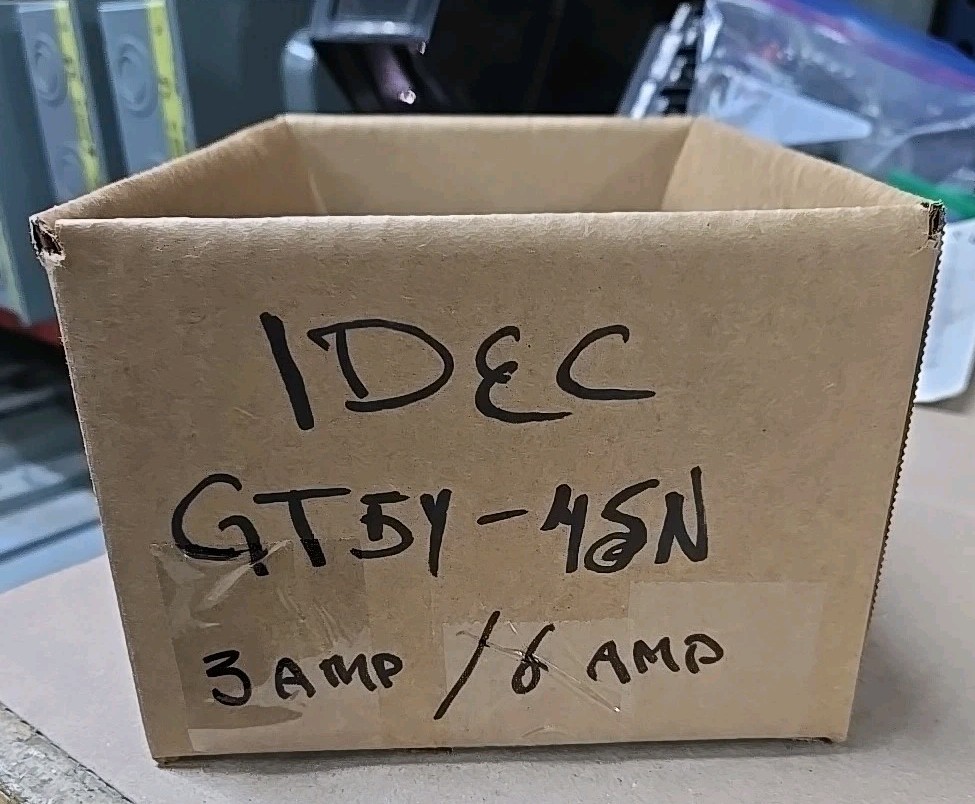 IDEC
GT5Y-4SN
3 AMP / 6 AMP